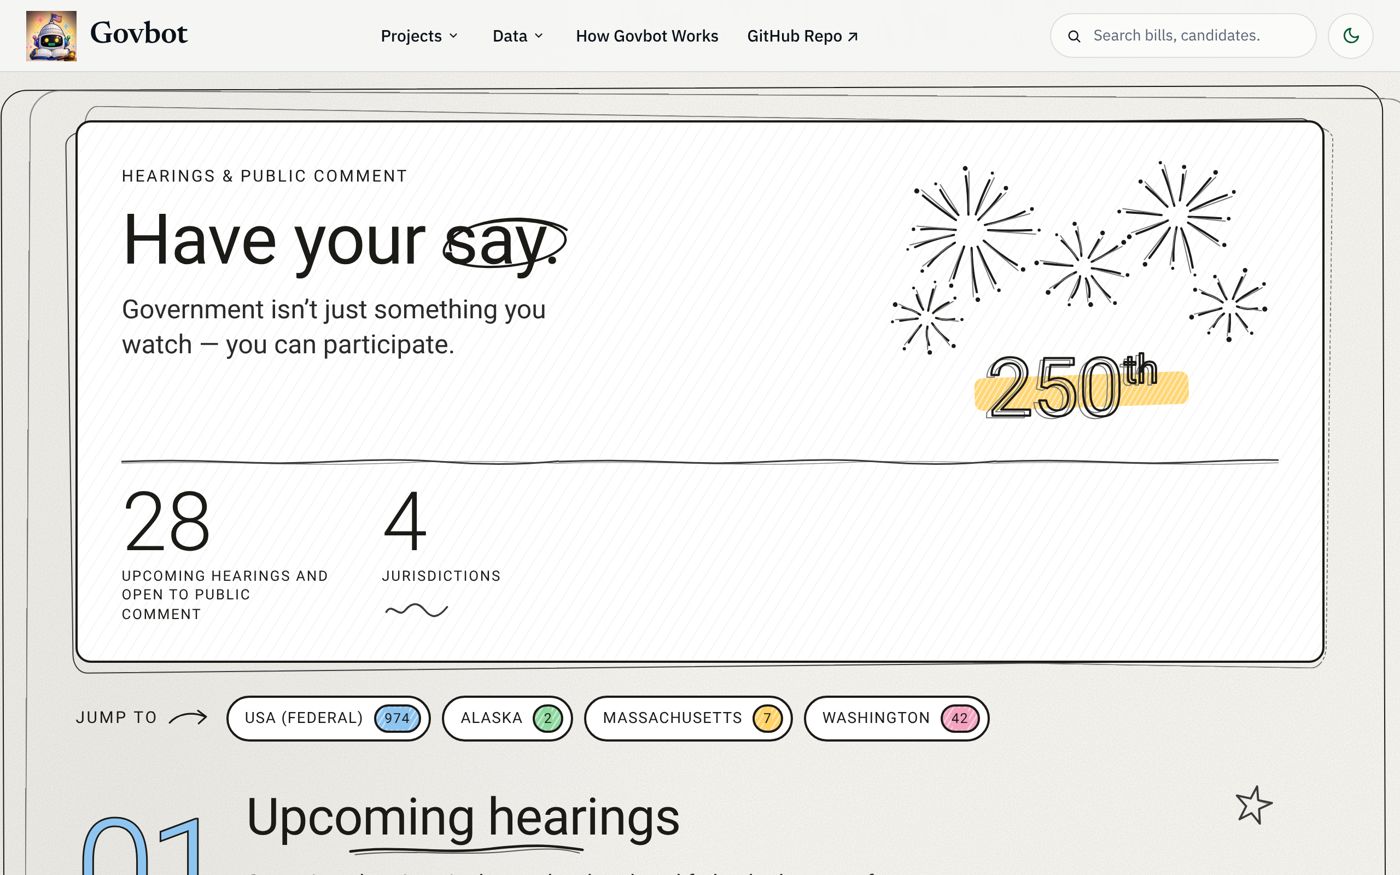 Govbot
Projects
Data
How Govbot Works
GitHub Repo ↗
Search bills, candidates.
HEARINGS & PUBLIC COMMENT
Have your say.
Government isn’t just something you
watch — you can participate.
250th
28
UPCOMING HEARINGS AND
OPEN TO PUBLIC
COMMENT
4
JURISDICTIONS
JUMP TO
USA (FEDERAL) 974
ALASKA 2
MASSACHUSETTS 7
WASHINGTON 42
01
Upcoming hearings